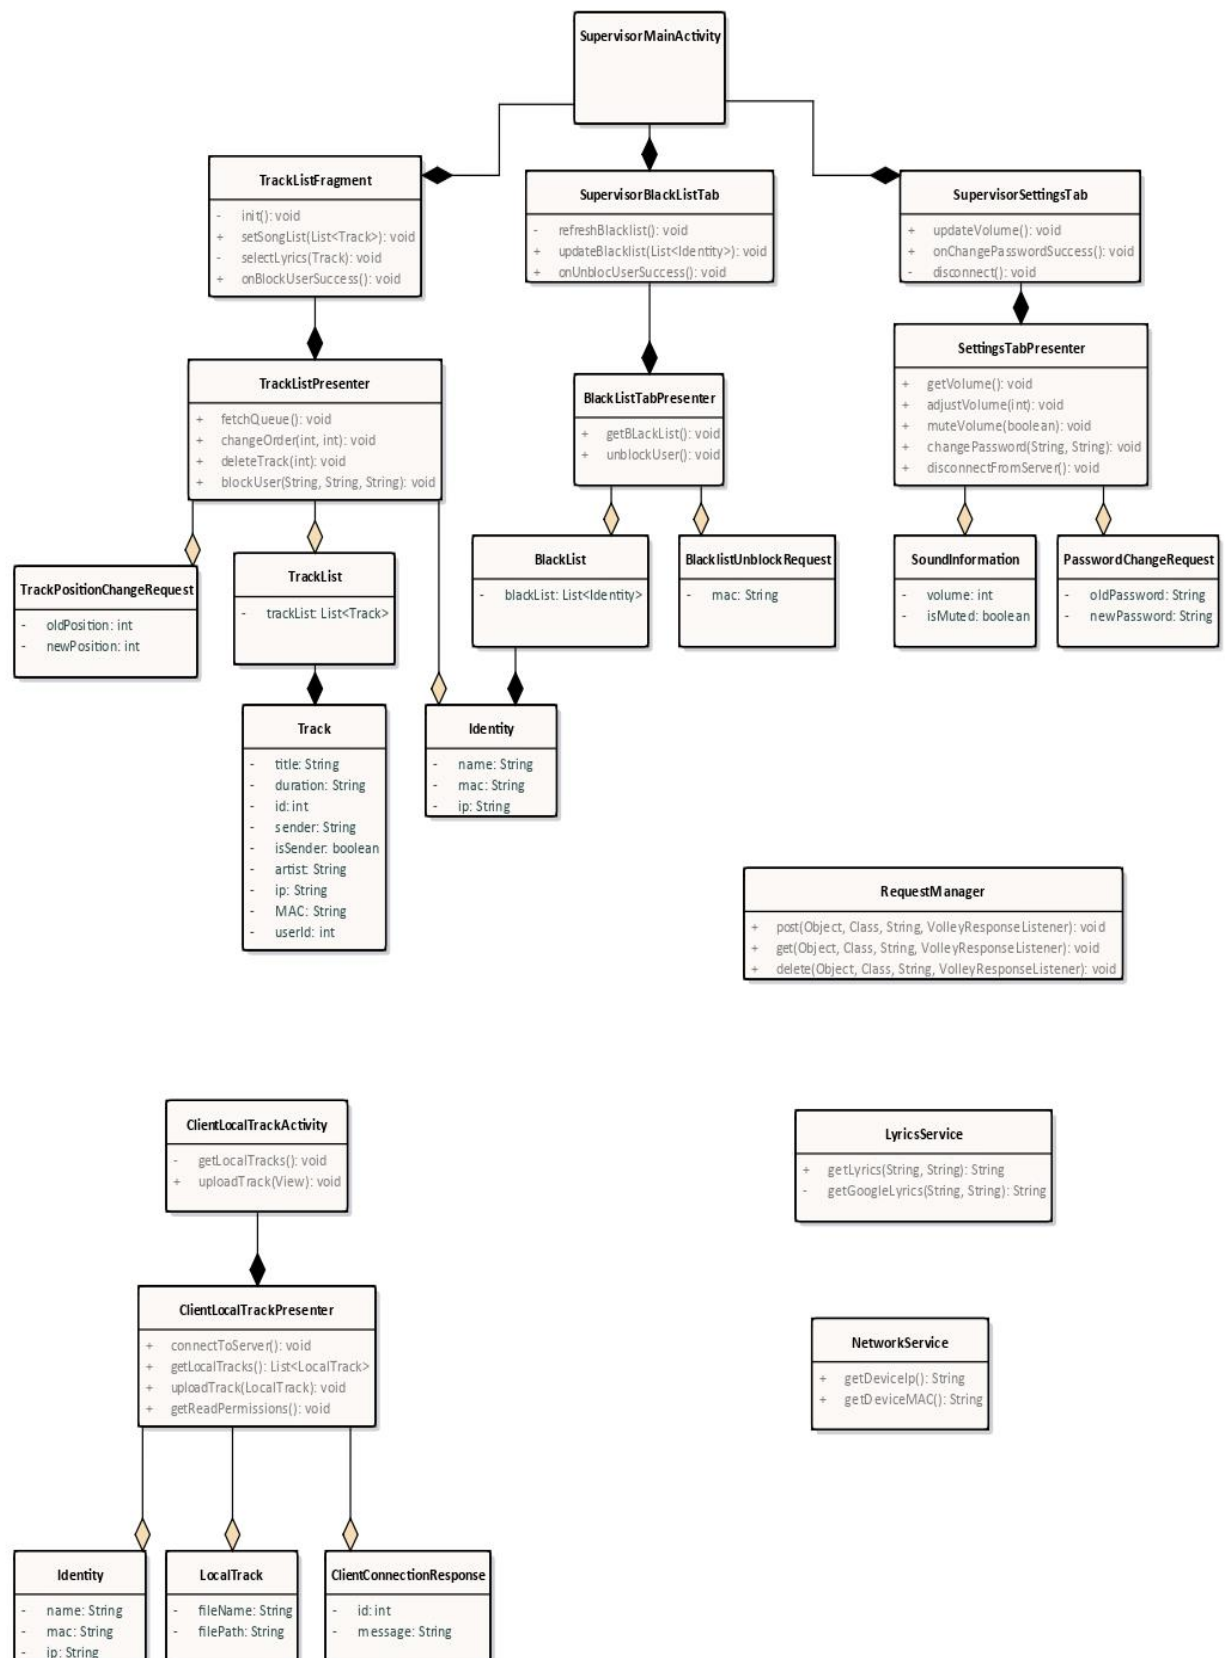 SupervisorMainActivity
TrackListFragment
- init(): void
+ setSongList(List<Track>): void
- selectLyrics(Track): void
+ onBlockUserSuccess(): void
SupervisorBlackListTab
- refreshBlacklist(): void
+ updateBlacklist(List<Identity>): void
+ onUnblocUserSuccess(): void
SupervisorSettingsTab
+ updateVolume(): void
+ onChangePasswordSuccess(): void
- disconnect(): void
TrackListPresenter
+ fetchQueue(): void
+ changeOrder(int, int): void
+ deleteTrack(int): void
+ blockUser(String, String, String): void
BlackListTabPresenter
+ getBLackList(): void
+ unblockUser(): void
SettingsTabPresenter
+ getVolume(): void
+ adjustVolume(int): void
+ muteVolume(boolean): void
+ changePassword(String, String): void
+ disconnectFromServer(): void
TrackPositionChangeRequest
- oldPosition: int
- newPosition: int
TrackList
- trackList: List<Track>
BlackList
- blackList: List<Identity>
BlacklistUnblockRequest
- mac: String
SoundInformation
- volume: int
- isMuted: boolean
PasswordChangeRequest
- oldPassword: String
- newPassword: String
Track
- title: String
- duration: String
- id: int
- sender: String
- isSender: boolean
- artist: String
- ip: String
- MAC: String
- userId: int
Identity
- name: String
- mac: String
- ip: String
RequestManager
+ post(Object, Class, String, VolleyResponseListener): void
+ get(Object, Class, String, VolleyResponseListener): void
+ delete(Object, Class, String, VolleyResponseListener): void
ClientLocalTrackActivity
- getLocalTracks(): void
+ uploadTrack(View): void
LyricsService
+ getLyrics(String, String): String
- getGoogleLyrics(String, String): String
ClientLocalTrackPresenter
+ connectToServer(): void
+ getLocalTracks(): List<LocalTrack>
+ uploadTrack(LocalTrack): void
+ getReadPermissions(): void
NetworkService
+ getDeviceIp(): String
+ getDeviceMAC(): String
Identity
- name: String
- mac: String
- ip: String
LocalTrack
- fileName: String
- filePath: String
ClientConnectionResponse
- id: int
- message: String